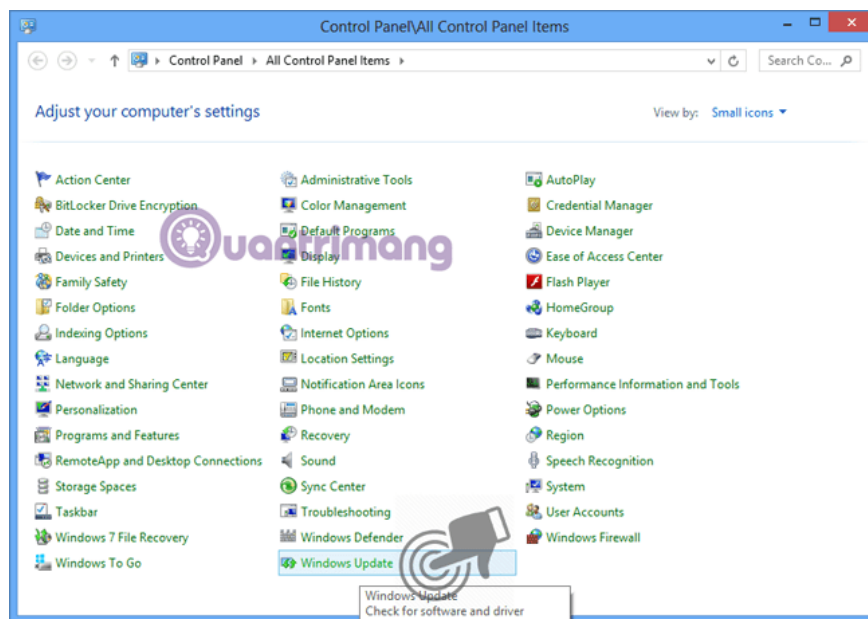 Control Panel\All Control Panel Items
Control Panel All Control Panel Items
Search Co...
Adjust your computer's settings
View by: Small icons
Action Center
Administrative Tools
AutoPlay
BitLocker Drive Encryption
Color Management
Credential Manager
Date and Time
Default Programs
Device Manager
Devices and Printers
Display
Ease of Access Center
Quantrimang
Family Safety
File History
Flash Player
Folder Options
Fonts
HomeGroup
Indexing Options
Internet Options
Keyboard
Language
Location Settings
Mouse
Network and Sharing Center
Notification Area Icons
Performance Information and Tools
Personalization
Phone and Modem
Power Options
Programs and Features
Recovery
Region
RemoteApp and Desktop Connections
Sound
Speech Recognition
Storage Spaces
Sync Center
System
Taskbar
Troubleshooting
User Accounts
Windows 7 File Recovery
Windows Defender
Windows Firewall
Windows To Go
Windows Update
Windows Update
Check for software and driver